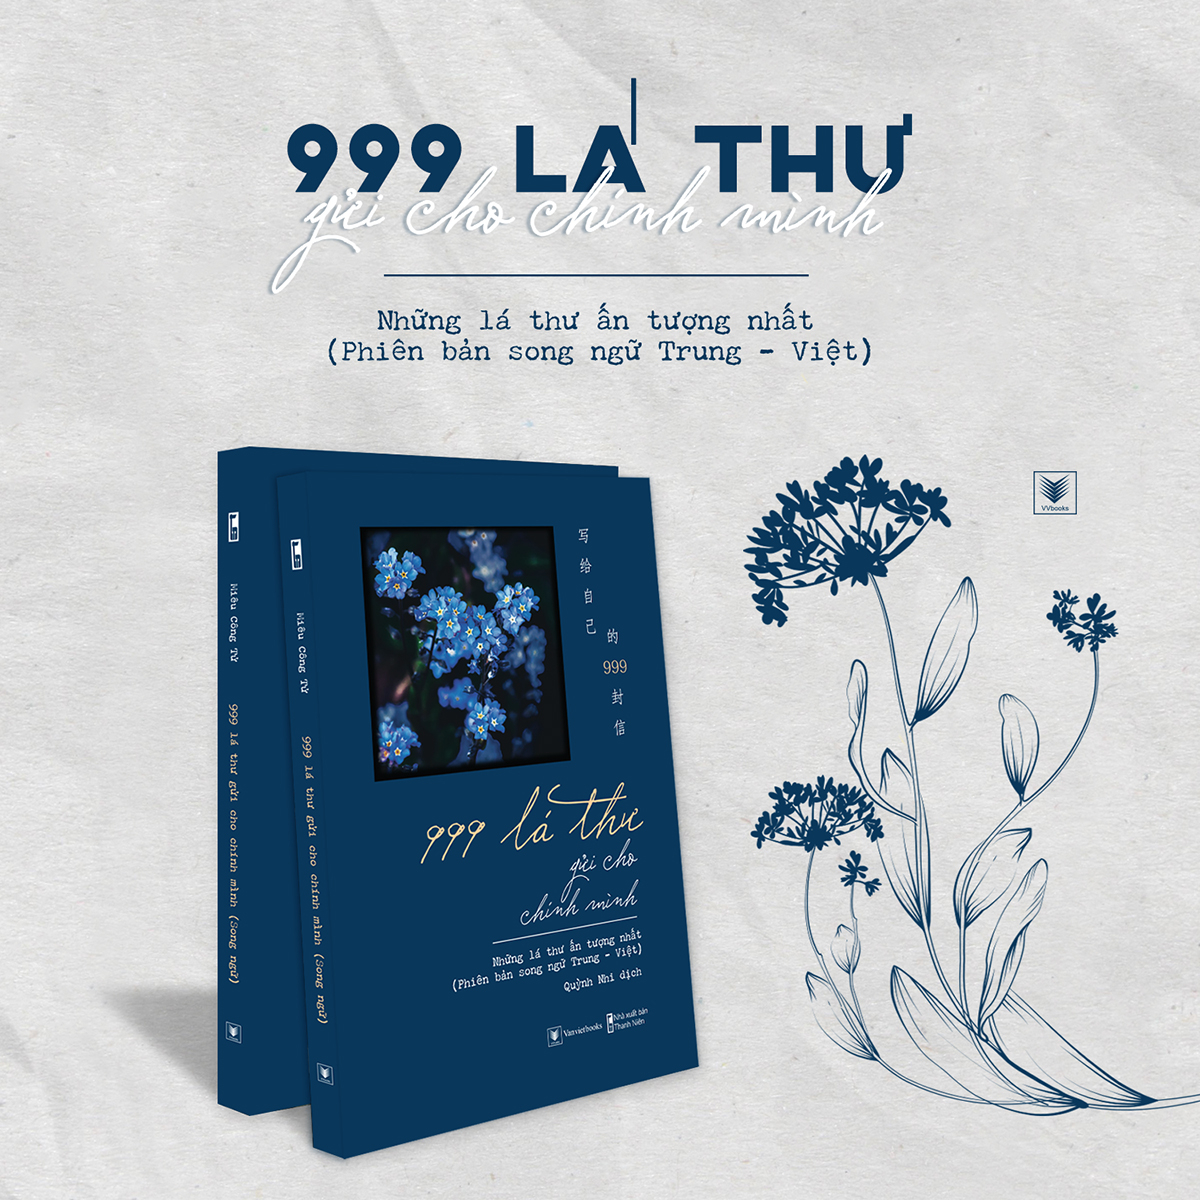 999 LÁ THƯ
gửi cho chính mình
Những lá thư ấn tượng nhất
(Phiên bản song ngữ Trung - Việt)
VVbooks
Miêu Công Tử
999 lá thư gửi cho chính mình (Song ngữ)
Miêu Công Tử
999 lá thư gửi cho chính mình (Song ngữ)
写给自己
的999封信
999 lá thư
gửi cho
chính mình
Những lá thư ấn tượng nhất
(Phiên bản song ngữ Trung - Việt)
Quỳnh Nhi dịch
Vanvietbooks
Nhà xuất bản
Thanh Niên